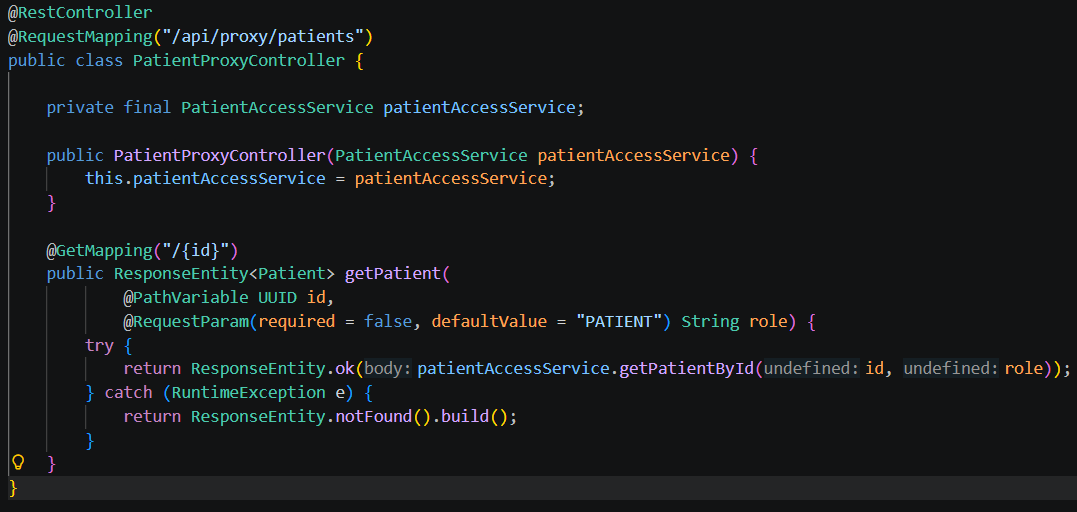 @RestController
@RequestMapping("/api/proxy/patients")
public class PatientProxyController {
private final PatientAccessService patientAccessService;
public PatientProxyController(PatientAccessService patientAccessService) {
this.patientAccessService = patientAccessService;
}
@GetMapping("/{id}")
public ResponseEntity<Patient> getPatient(
@PathVariable UUID id,
@RequestParam(required = false, defaultValue = "PATIENT") String role) {
try {
return ResponseEntity.ok(body: patientAccessService.getPatientById(undefined: id, undefined: role));
} catch (RuntimeException e) {
return ResponseEntity.notFound().build();
}
}
}